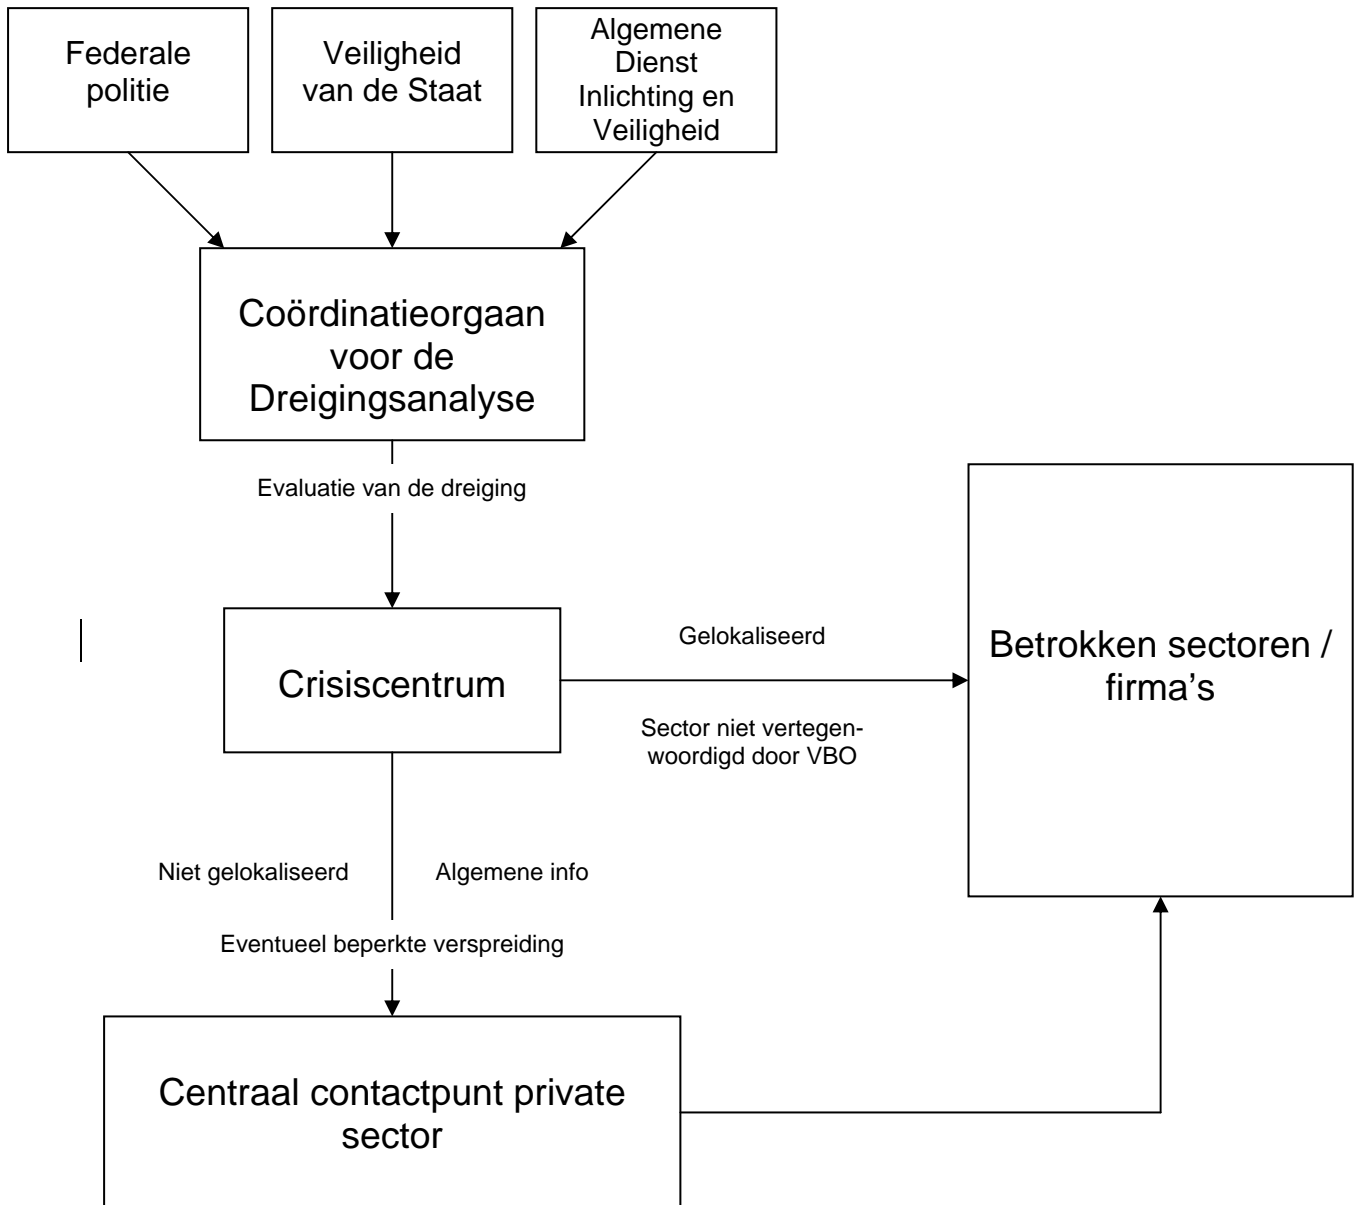 Federale
politie
Veiligheid
van de Staat
Algemene
Dienst
Inlichting en
Veiligheid
Coördinatieorgaan
voor de
Dreigingsanalyse
Evaluatie van de dreiging
Crisiscentrum
Gelokaliseerd
Sector niet vertegen-
woordigd door VBO
Betrokken sectoren /
firma's
Niet gelokaliseerd
Algemene info
Eventueel beperkte verspreiding
Centraal contactpunt private
sector